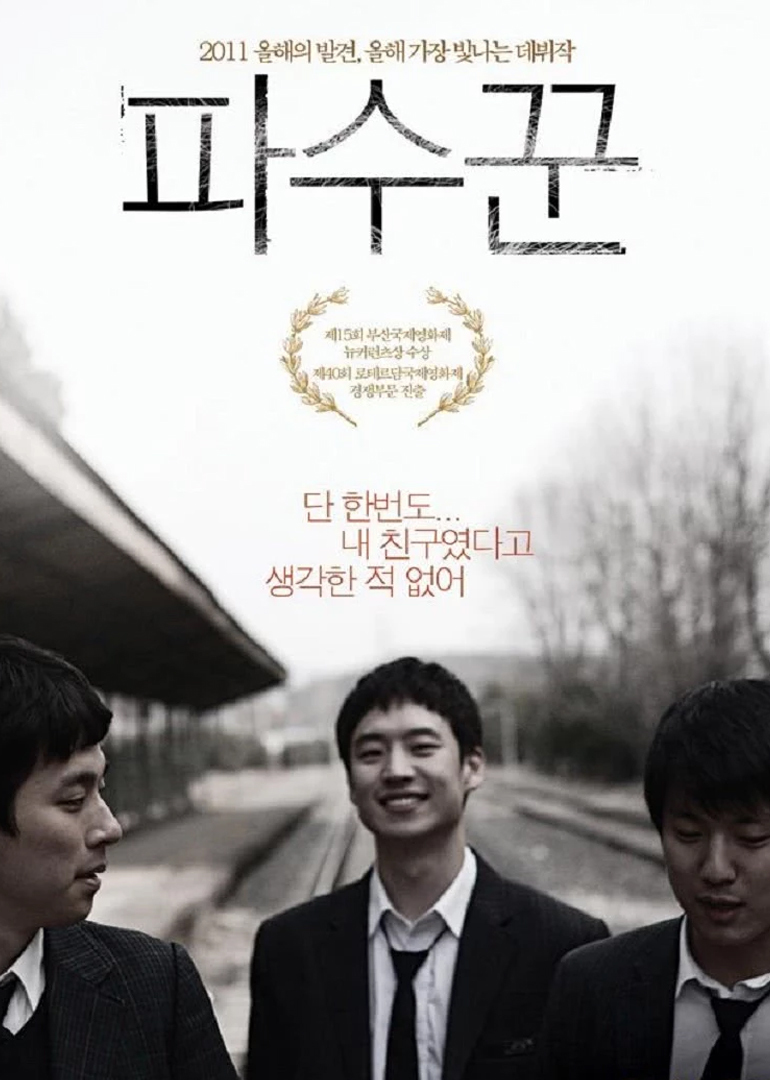 2011 올해의 발견, 올해 가장 빛나는 데뷔작
파수꾼
제15회 부산국제영화제
뉴커런츠상 수상
제40회 로테르담국제영화제
경쟁부문 진출
단 한번도...
내 친구였다고
생각한 적 없어